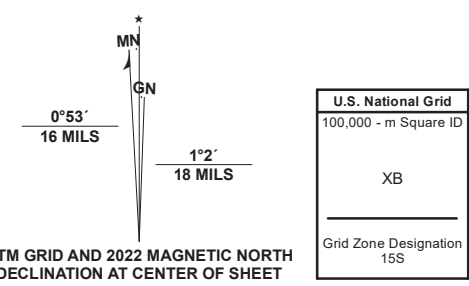 MN
GN
0°53´
16 MILS
1°2´
18 MILS
TM GRID AND 2022 MAGNETIC NORTH
DECLINATION AT CENTER OF SHEET
U.S. National Grid
100,000 - m Square ID
XB
Grid Zone Designation
15S